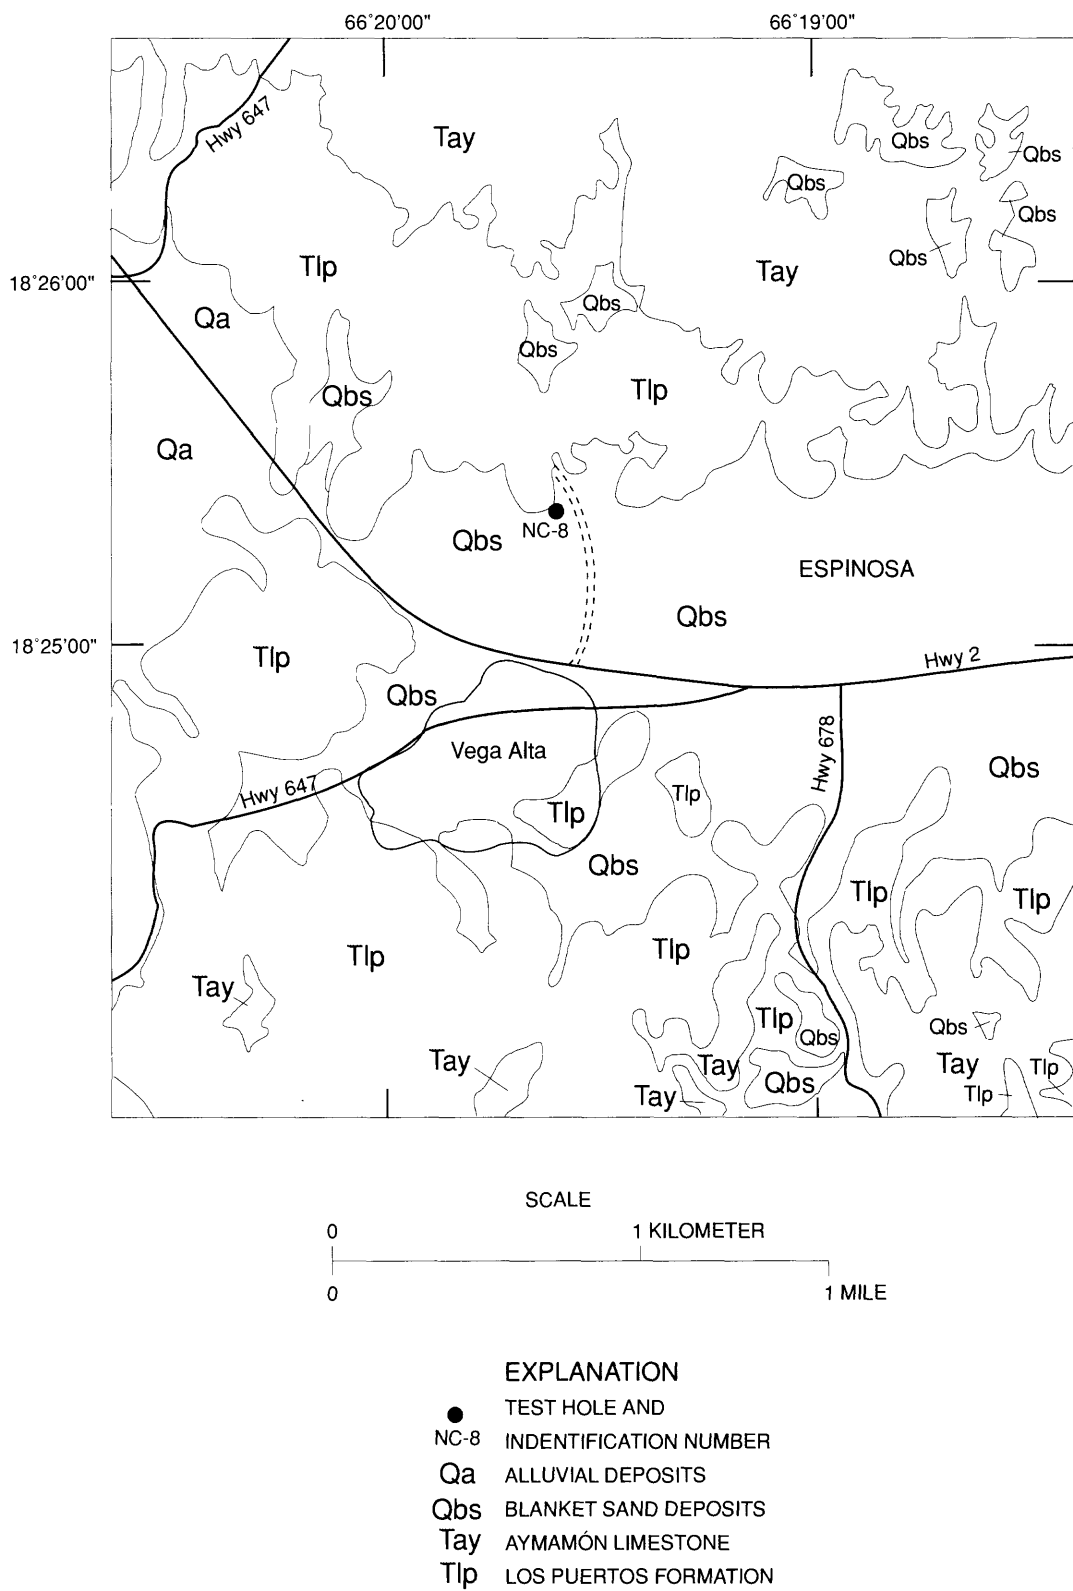 66°20'00" 66°19'00"
Hwy 647
Tay
Qbs
Qbs
Qbs
Qbs
Qbs
Tlp
Tay
18°26'00"
Qa
Qbs
Qbs
Tlp
Qbs
Qa
NC-8
Qbs
ESPINOSA
Qbs
18°25'00"
Tlp
Hwy 2
Qbs
Vega Alta
Hwy 678
Qbs
Hwy 647
Tlp
Tlp
Qbs
Tlp
Tlp
Tlp
Tlp
Tay
Tlp
Qbs
Qbs
Tay
Tay
Tay
Tlp
Qbs
Tay
Tlp
SCALE
0 1 KILOMETER
0 1 MILE
EXPLANATION
TEST HOLE AND
NC-8 INDENTIFICATION NUMBER
Qa ALLUVIAL DEPOSITS
Qbs BLANKET SAND DEPOSITS
Tay AYMAMÓN LIMESTONE
Tlp LOS PUERTOS FORMATION